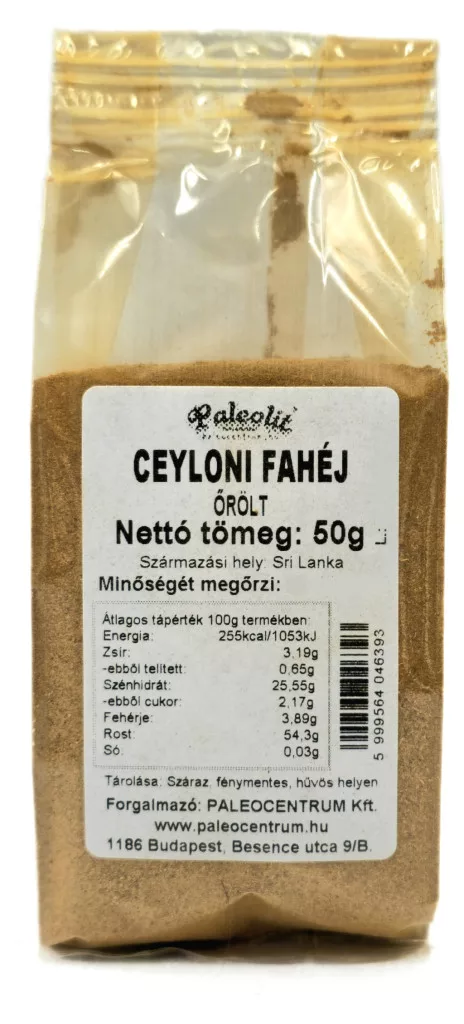 Paleolit
CEYLONI FAHÉJ
ŐRÖLT
Nettó tömeg: 50g
Származási hely: Sri Lanka
Minőségét megőrzi:
Átlagos tápérték 100g termékben:
Energia: 255kcal/1053kJ
Zsír: 3,19g
-ebből telített: 0,65g
Szénhidrát: 25,55g
-ebből cukor: 2,17g
Fehérje: 3,89g
Rost: 54,3g
Só: 0,03g
5 999564 046393
Tárolása: Száraz, fénymentes, hűvös helyen
Forgalmazó: PALEOCENTRUM Kft.
www.paleocentrum.hu
1186 Budapest, Besence utca 9/B.